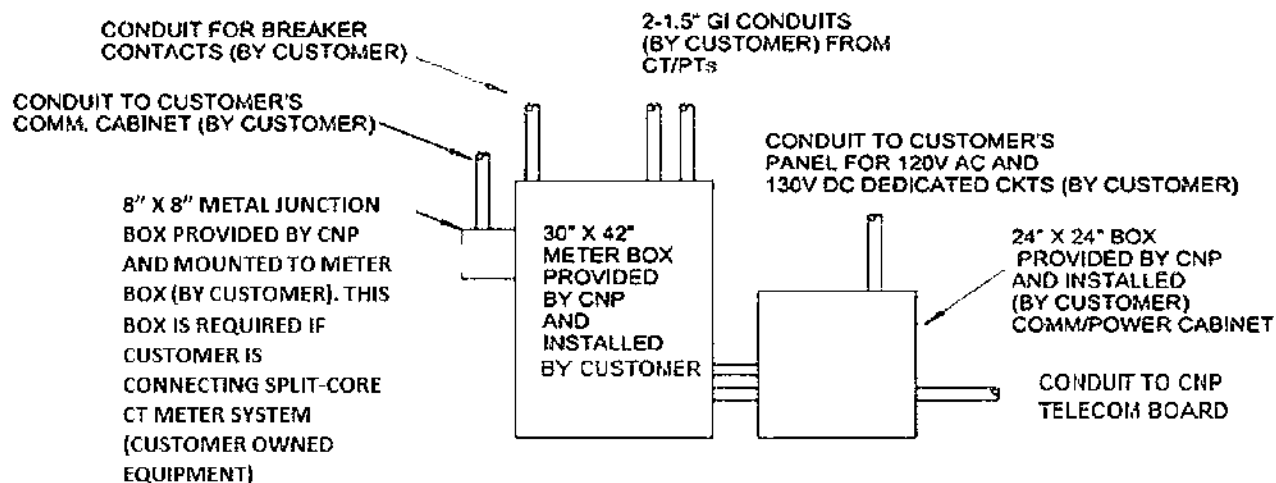 CONDUIT FOR BREAKER
CONTACTS (BY CUSTOMER)
2-1.5" GI CONDUITS
(BY CUSTOMER) FROM
CT/PTs
CONDUIT TO CUSTOMER'S
COMM. CABINET (BY CUSTOMER)
CONDUIT TO CUSTOMER'S
PANEL FOR 120V AC AND
130V DC DEDICATED CKTS (BY CUSTOMER)
8" X 8" METAL JUNCTION
BOX PROVIDED BY CNP
AND MOUNTED TO METER
BOX (BY CUSTOMER). THIS
BOX IS REQUIRED IF
CUSTOMER IS
CONNECTING SPLIT-CORE
CT METER SYSTEM
(CUSTOMER OWNED
EQUIPMENT)
30" X 42"
METER BOX
PROVIDED
BY CNP
AND
INSTALLED
BY CUSTOMER
24" X 24" BOX
PROVIDED BY CNP
AND INSTALLED
(BY CUSTOMER)
COMM/POWER CABINET
CONDUIT TO CNP
TELECOM BOARD